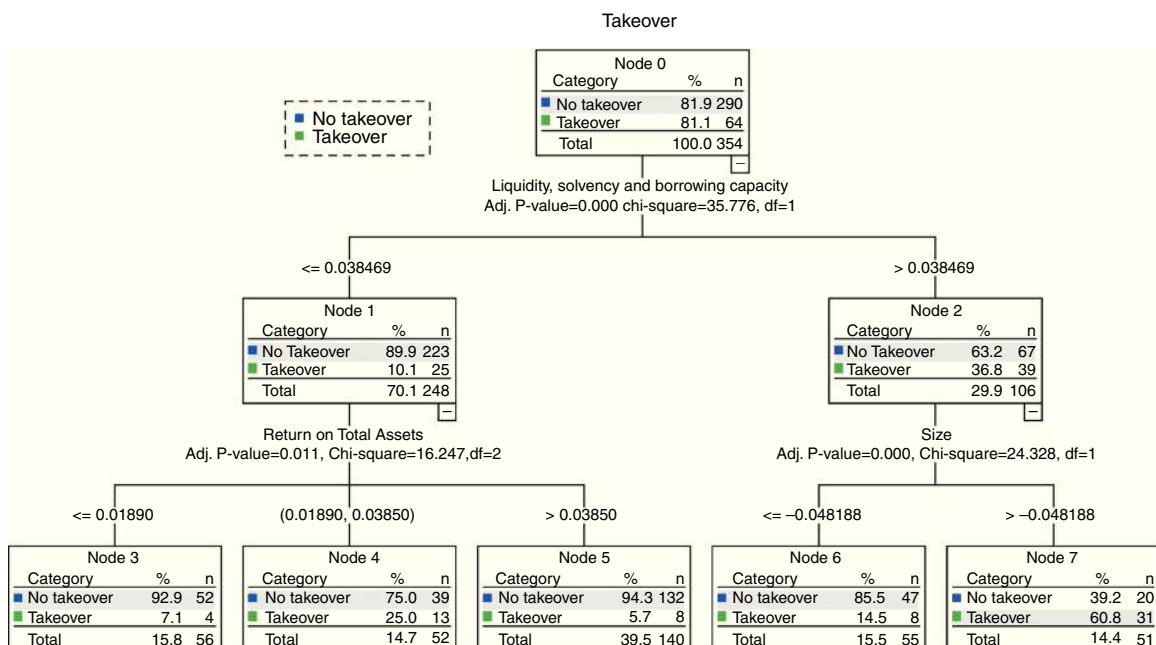 Takeover
Node 0
Category % n
No takeover 81.9 290
Takeover 81.1 64
Total 100.0 354
No takeover
Takeover
Liquidity, solvency and borrowing capacity
Adj. P-value=0.000 chi-square=35.776, df=1
<= 0.038469
> 0.038469
Node 1
Category % n
No Takeover 89.9 223
Takeover 10.1 25
Total 70.1 248
Node 2
Category % n
No Takeover 63.2 67
Takeover 36.8 39
Total 29.9 106
Return on Total Assets
Adj. P-value=0.011, Chi-square=16.247,df=2
Size
Adj. P-value=0.000, Chi-square=24.328, df=1
<= 0.01890
(0.01890, 0.03850)
> 0.03850
<= –0.048188
> –0.048188
Node 3
Category % n
No takeover 92.9 52
Takeover 7.1 4
Total 15.8 56
Node 4
Category % n
No takeover 75.0 39
Takeover 25.0 13
Total 14.7 52
Node 5
Category % n
No takeover 94.3 132
Takeover 5.7 8
Total 39.5 140
Node 6
Category % n
No takeover 85.5 47
Takeover 14.5 8
Total 15.5 55
Node 7
Category % n
No takeover 39.2 20
Takeover 60.8 31
Total 14.4 51